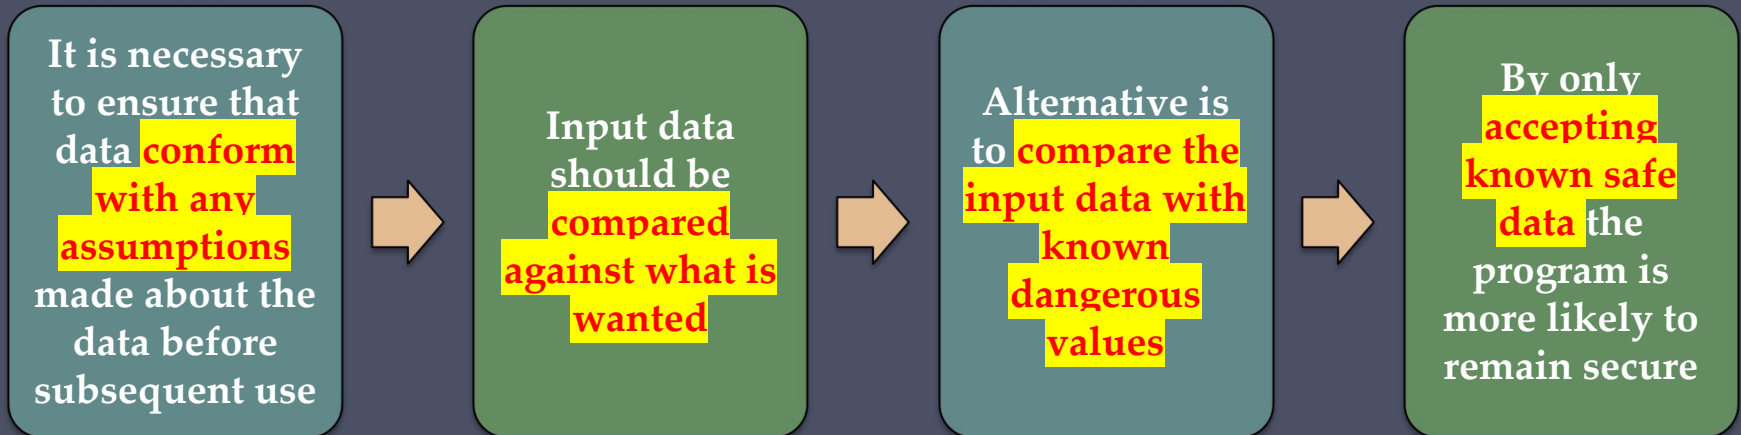 It is necessary
to ensure that
data conform
with any
assumptions
made about the
data before
subsequent use
Input data
should be
compared
against what is
wanted
Alternative is
to compare the
input data with
known
dangerous
values
By only
accepting
known safe
data the
program is
more likely to
remain secure